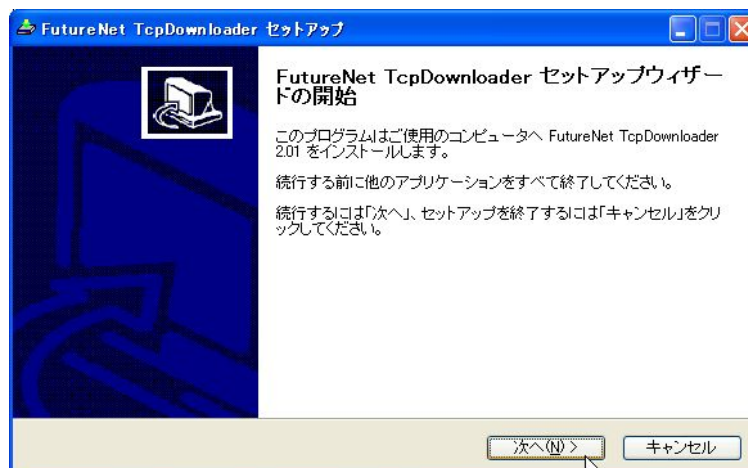 FutureNet TcpDownloader セットアップ
FutureNet TcpDownloader セットアップウィザー
ドの開始
このプログラムはご使用のコンピュータへ FutureNet TcpDownloader
2.01 をインストールします。
続行する前に他のアプリケーションをすべて終了してください。
続行するには「次へ」、セットアップを終了するには「キャンセル」をクリ
ックしてください。
次へ(N) >
キャンセル